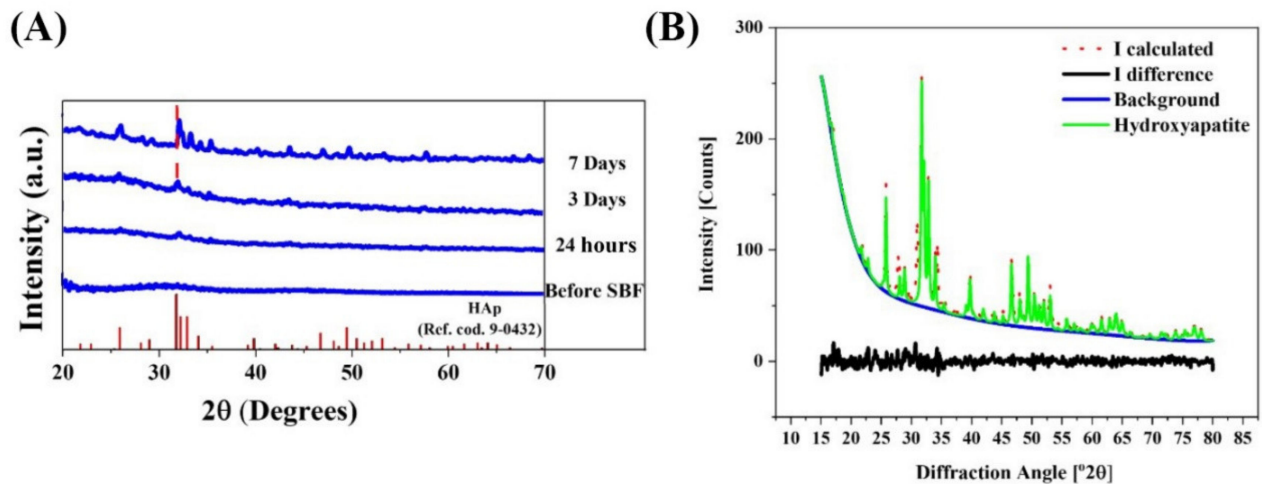 (A)
Intensity (a.u.)
7 Days
3 Days
24 hours
Before SBF
HAp
(Ref. cod. 9-0432)
20 30 40 50 60 70
2θ (Degrees)
(B)
300
200
100
0
Intensity [Counts]
I calculated
I difference
Background
Hydroxyapatite
10 15 20 25 30 35 40 45 50 55 60 65 70 75 80 85
Diffraction Angle [°2θ]